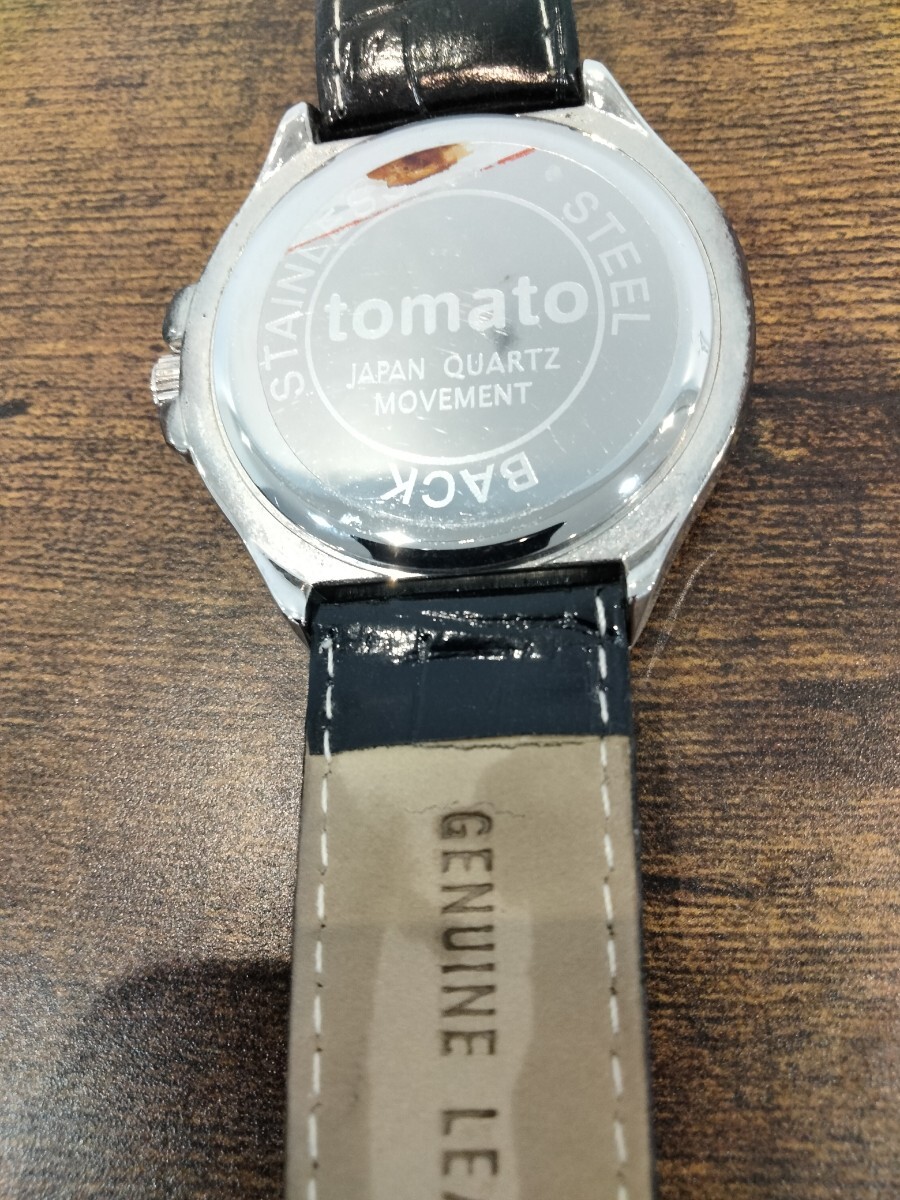 STAINLESS STEEL BACK
tomato
JAPAN QUARTZ
MOVEMENT
GENUINE LEA